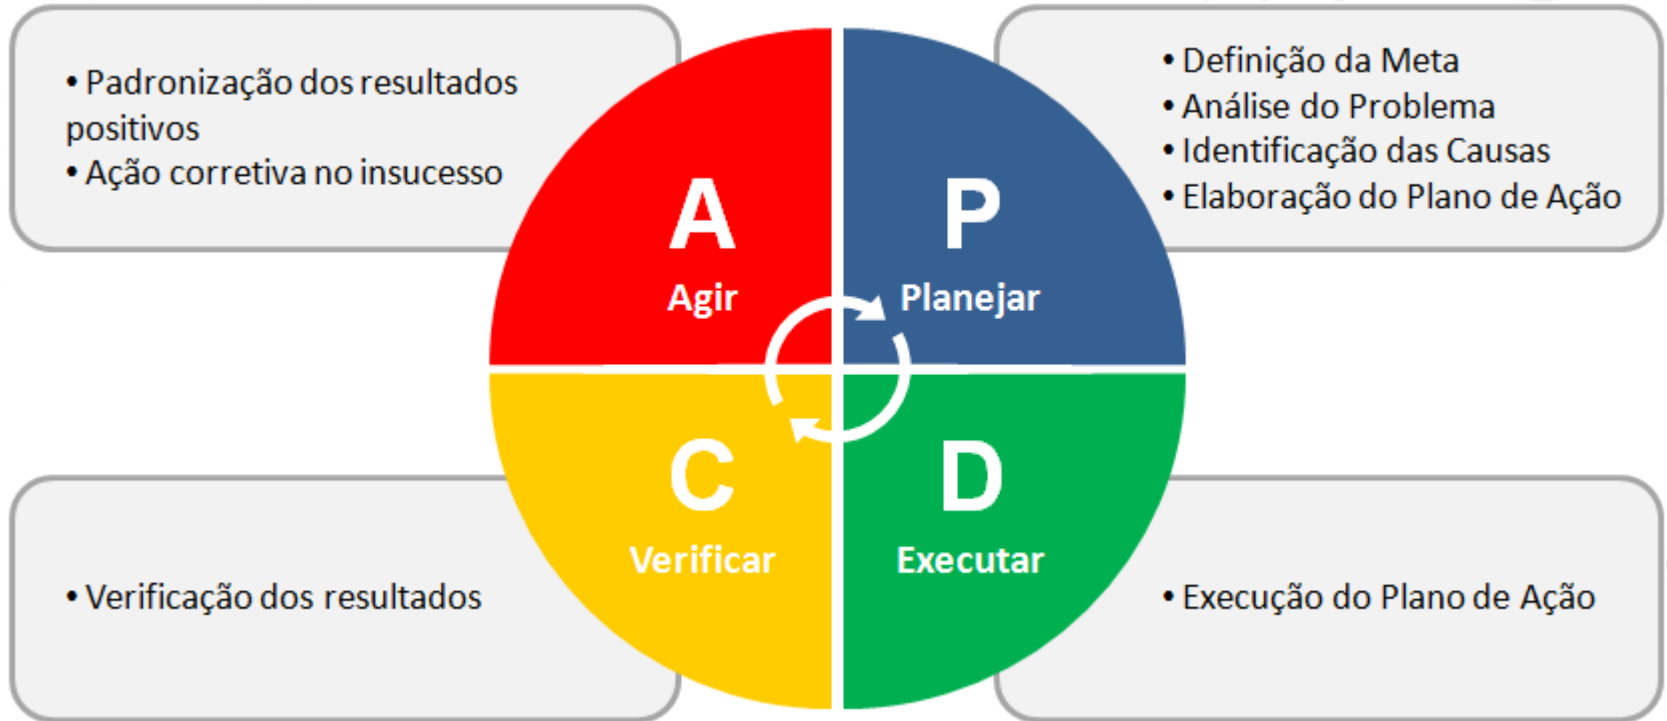 • Padronização dos resultados
positivos
• Ação corretiva no insucesso
A
Agir
P
Planejar
• Definição da Meta
• Análise do Problema
• Identificação das Causas
• Elaboração do Plano de Ação
• Verificação dos resultados
C
Verificar
D
Executar
• Execução do Plano de Ação